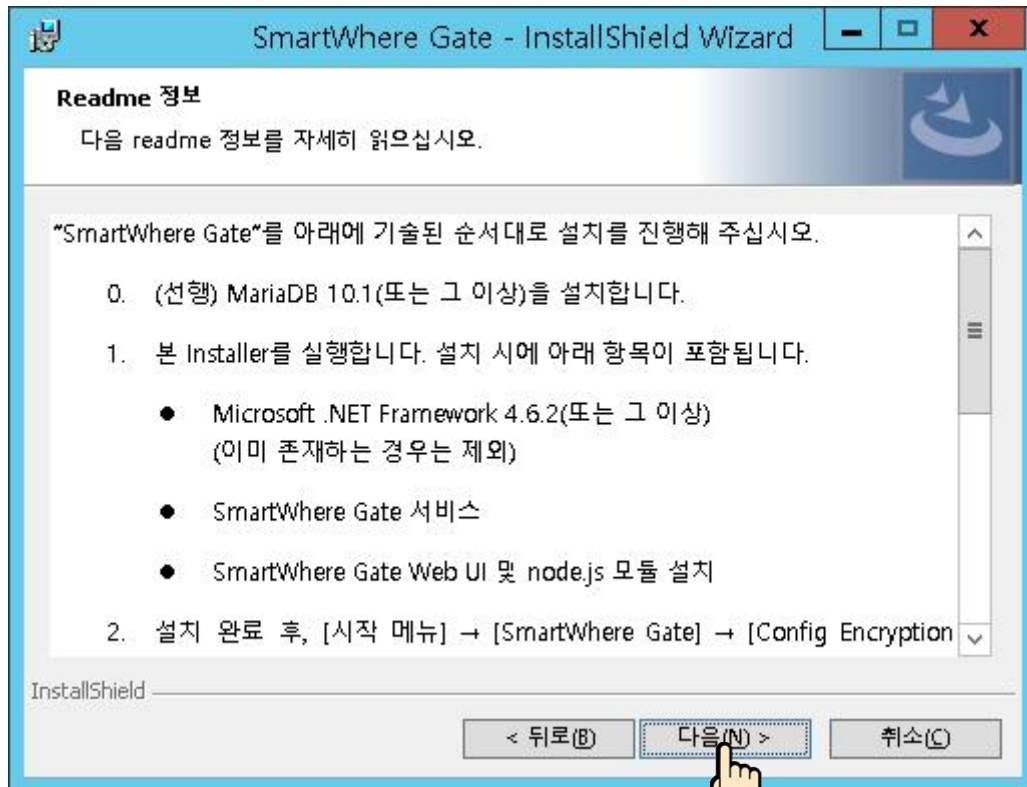 SmartWhere Gate - InstallShield Wizard
Readme 정보
다음 readme 정보를 자세히 읽으십시오.
"SmartWhere Gate"를 아래에 기술된 순서대로 설치를 진행해 주십시오.
0. (선행) MariaDB 10.1(또는 그 이상)을 설치합니다.
1. 본 Installer를 실행합니다. 설치 시에 아래 항목이 포함됩니다.
● Microsoft .NET Framework 4.6.2(또는 그 이상)
(이미 존재하는 경우는 제외)
● SmartWhere Gate 서비스
● SmartWhere Gate Web UI 및 node.js 모듈 설치
2. 설치 완료 후, [시작 메뉴] → [SmartWhere Gate] → [Config Encryption
InstallShield
< 뒤로(B) 다음(N) > 취소(C)